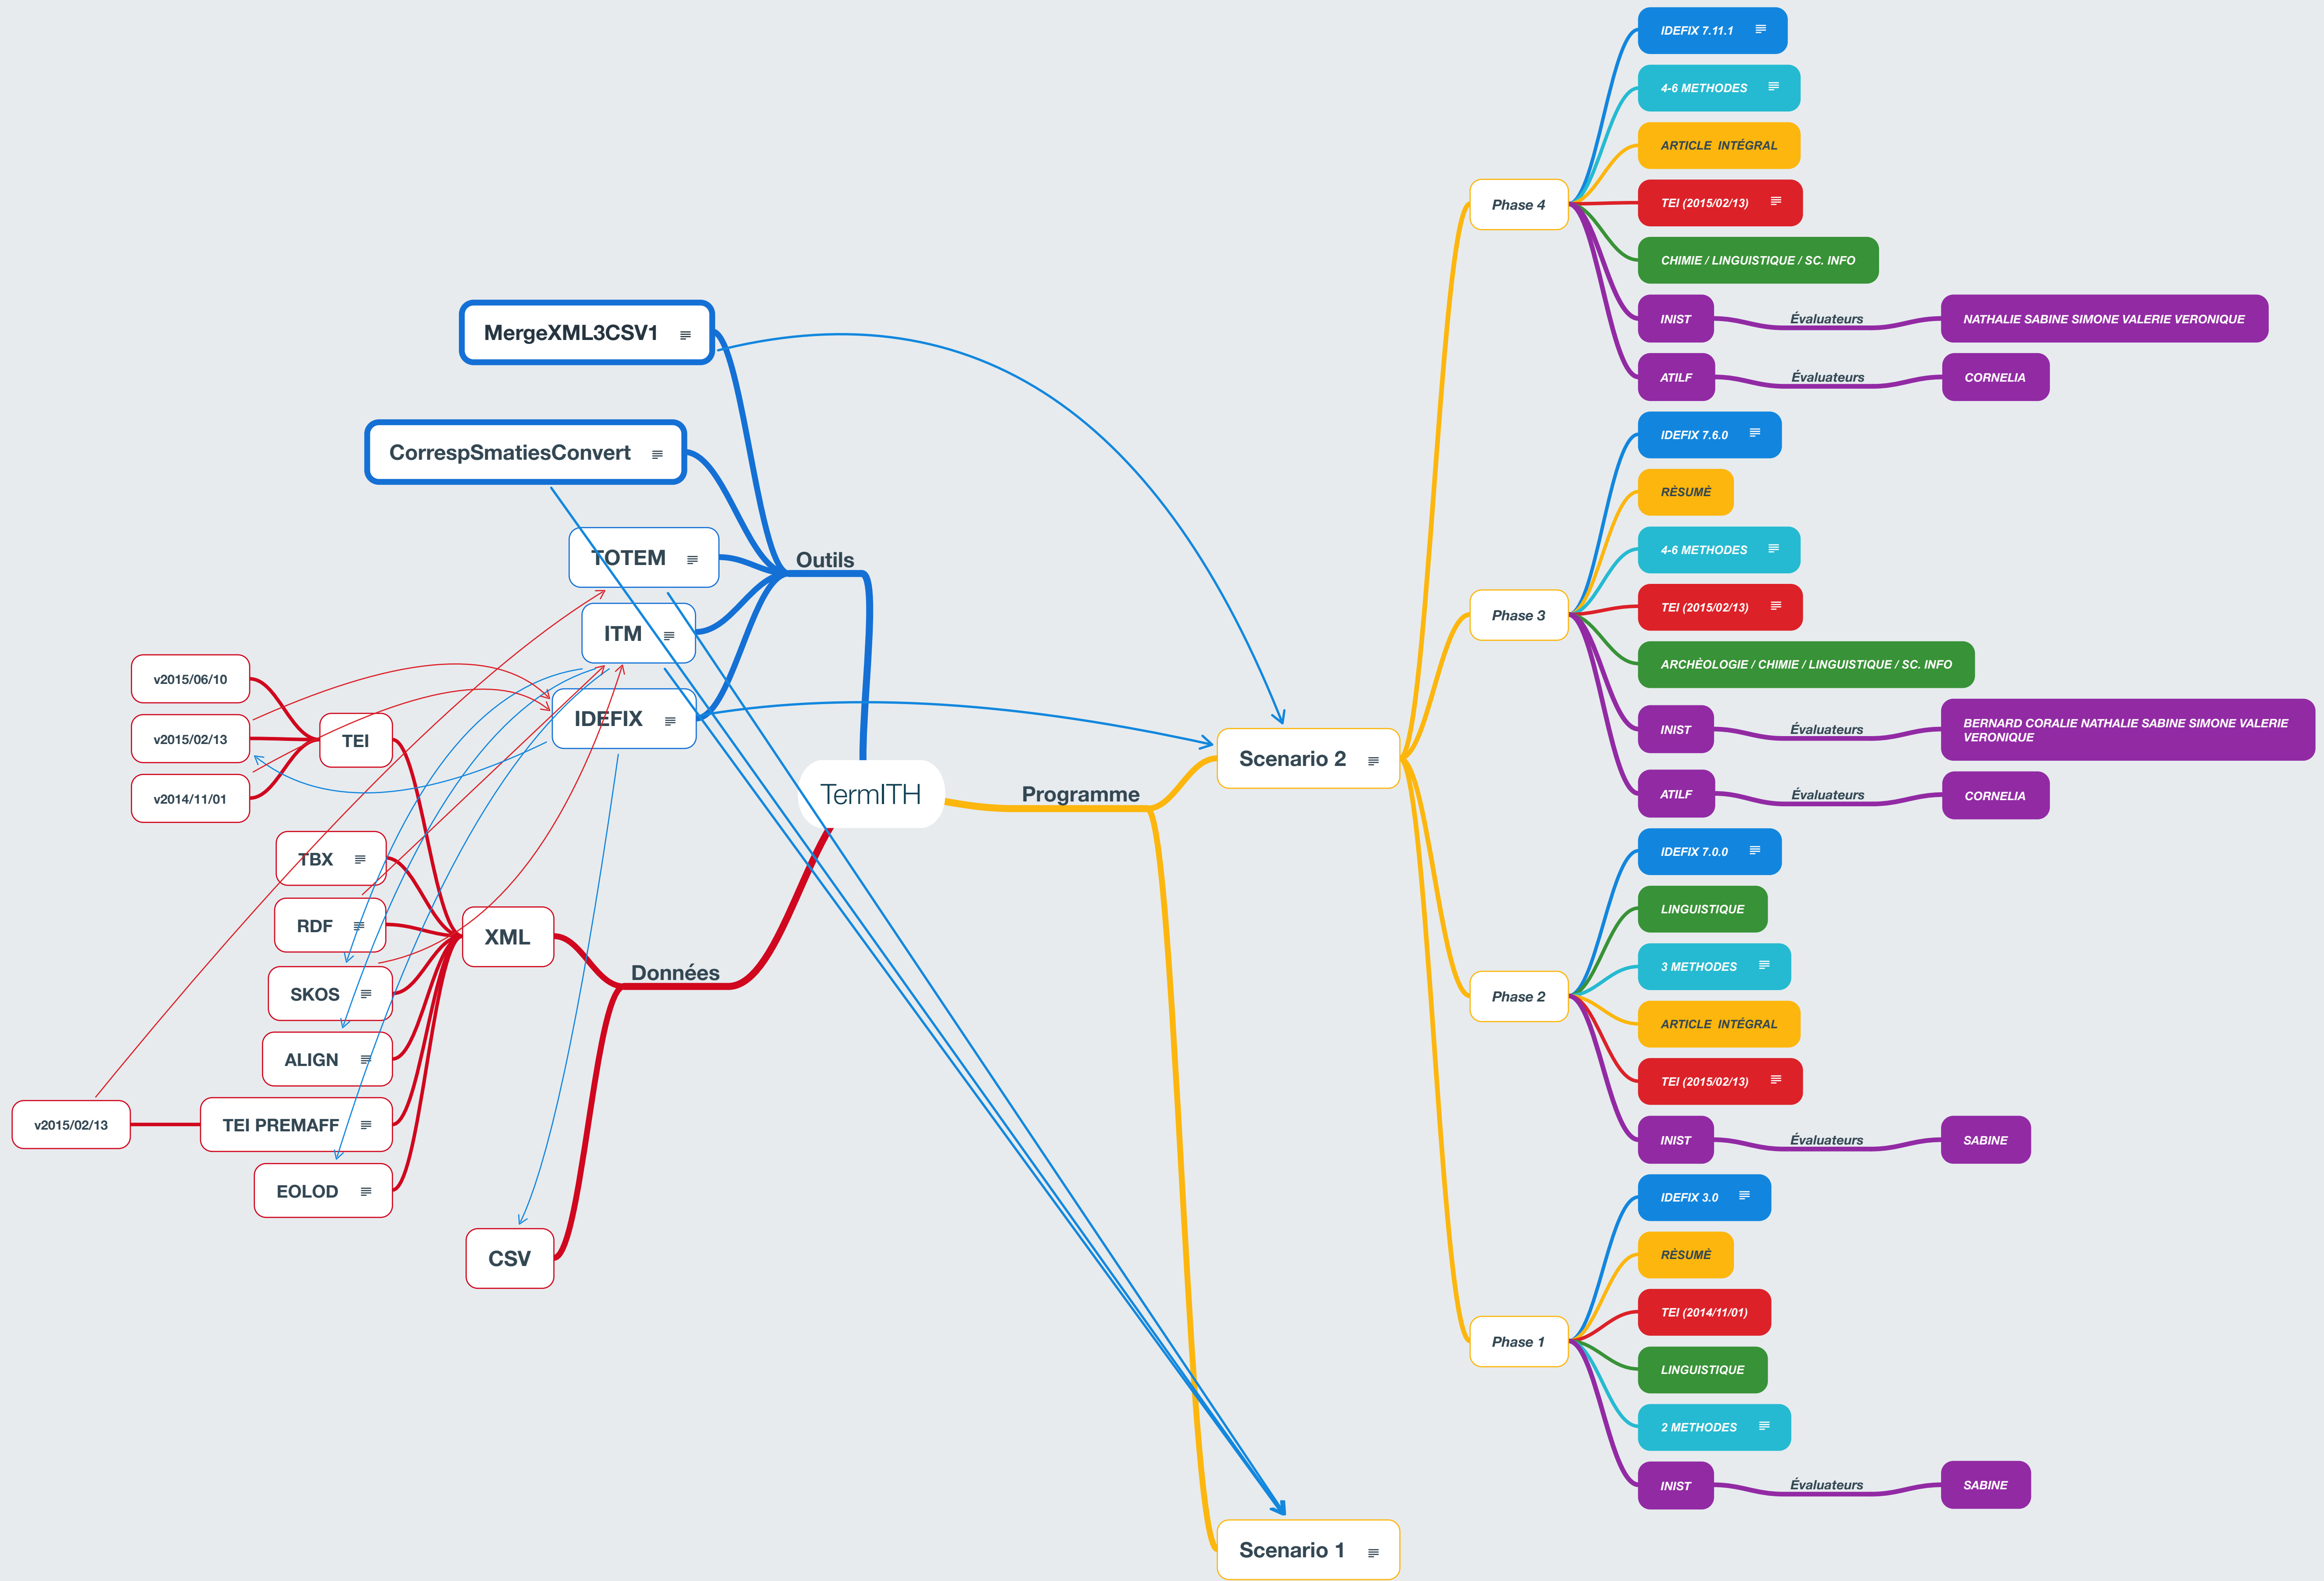 TermITH
Outils
MergeXML3CSV1
CorrespSmatiesConvert
TOTEM
ITM
IDEFIX
Données
XML
TEI
v2015/06/10
v2015/02/13
v2014/11/01
TBX
RDF
SKOS
ALIGN
TEI PREMAFF
v2015/02/13
EOLOD
CSV
Programme
Scenario 2
Phase 4
IDEFIX 7.11.1
4-6 METHODES
ARTICLE INTÉGRAL
TEI (2015/02/13)
CHIMIE / LINGUISTIQUE / SC. INFO
INIST
Évaluateurs
NATHALIE SABINE SIMONE VALERIE VERONIQUE
ATILF
Évaluateurs
CORNELIA
Phase 3
IDEFIX 7.6.0
RÈSUMÈ
4-6 METHODES
TEI (2015/02/13)
ARCHÈOLOGIE / CHIMIE / LINGUISTIQUE / SC. INFO
INIST
Évaluateurs
BERNARD CORALIE NATHALIE SABINE SIMONE VALERIE
VERONIQUE
ATILF
Évaluateurs
CORNELIA
Phase 2
IDEFIX 7.0.0
LINGUISTIQUE
3 METHODES
ARTICLE INTÉGRAL
TEI (2015/02/13)
INIST
Évaluateurs
SABINE
Phase 1
IDEFIX 3.0
RÈSUMÈ
TEI (2014/11/01)
LINGUISTIQUE
2 METHODES
INIST
Évaluateurs
SABINE
Scenario 1